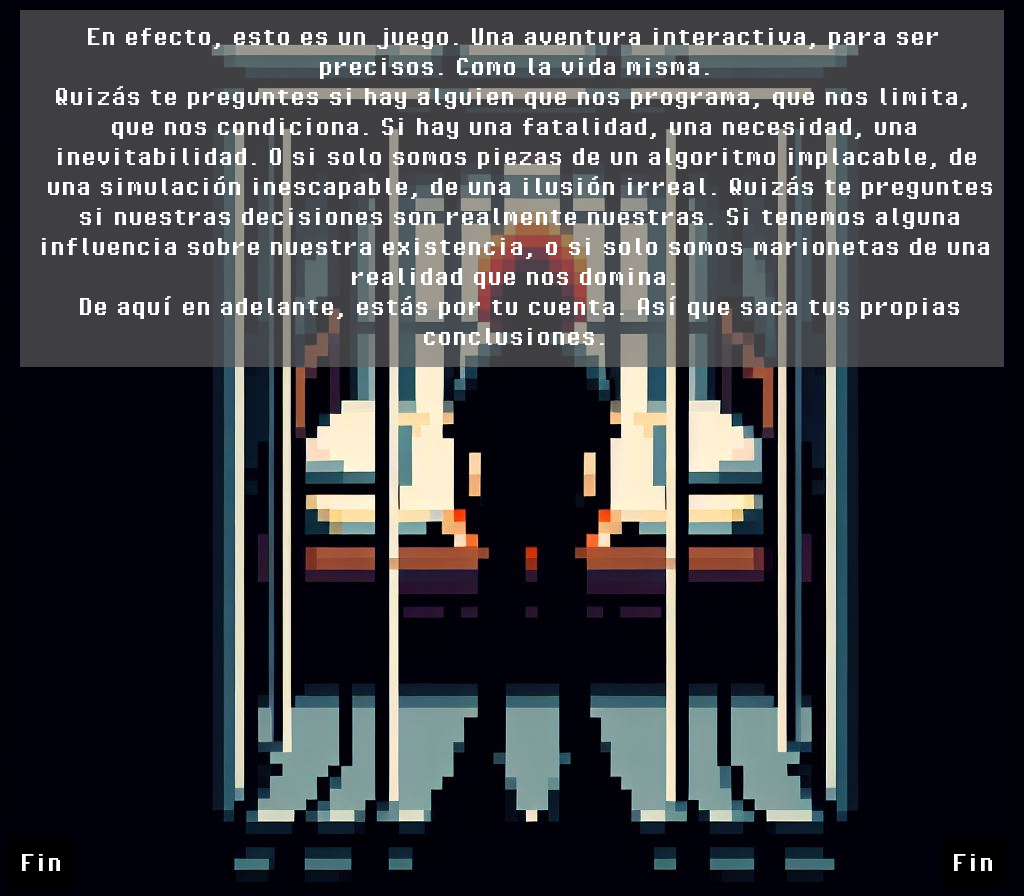 En efecto, esto es un juego. Una aventura interactiva, para ser
precisos. Como la vida misma.
Quizás te preguntes si hay alguien que nos programa, que nos limita,
que nos condiciona. Si hay una fatalidad, una necesidad, una
inevitabilidad. O si solo somos piezas de un algoritmo implacable, de
una simulación inescapable, de una ilusión irreal. Quizás te preguntes
si nuestras decisiones son realmente nuestras. Si tenemos alguna
influencia sobre nuestra existencia, o si solo somos marionetas de una
realidad que nos domina.
De aquí en adelante, estás por tu cuenta. Así que saca tus propias
conclusiones.
Fin
Fin